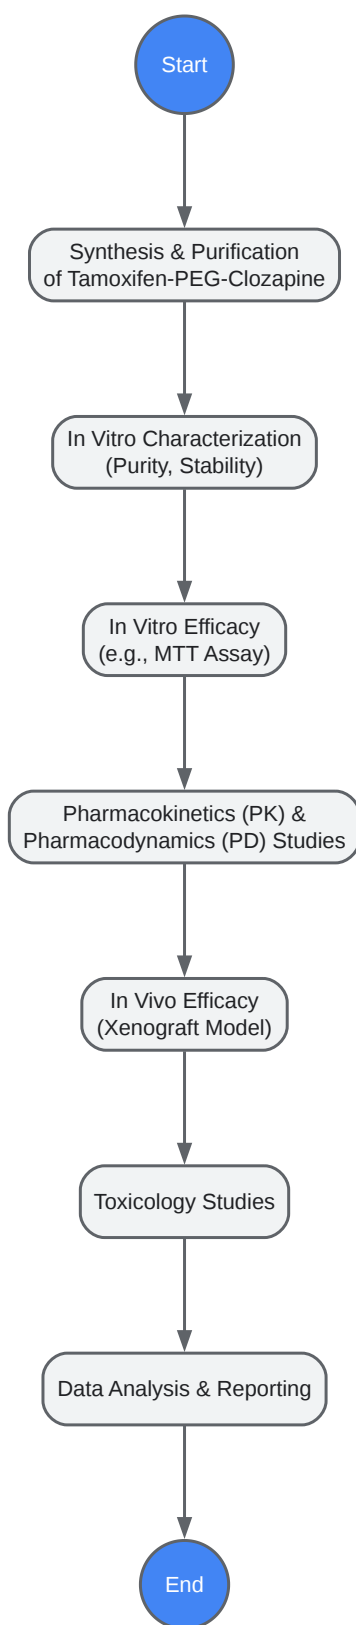 Start
Synthesis & Purification
of Tamoxifen-PEG-Clozapine
In Vitro Characterization
(Purity, Stability)
In Vitro Efficacy
(e.g., MTT Assay)
Pharmacokinetics (PK) &
Pharmacodynamics (PD) Studies
In Vivo Efficacy
(Xenograft Model)
Toxicology Studies
Data Analysis & Reporting
End